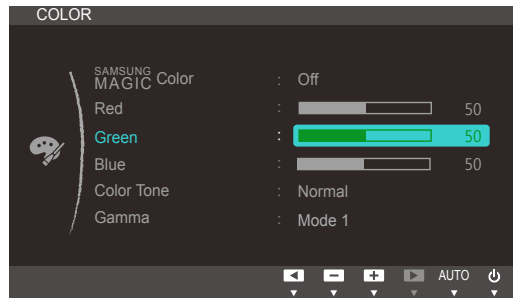 COLOR
SAMSUNG MAGIC Color : Off
Red : 50
Green : 50
Blue : 50
Color Tone : Normal
Gamma : Mode 1
AUTO